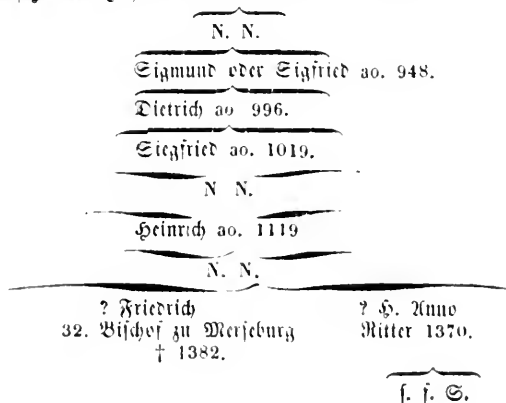 N. N.
Sigmund oder Sigfried ao. 948.
Dietrich ao 996.
Siegfried ao. 1019.
N N.
Heinrich ao. 1119
N. N.
? Friedrich
32. Bischof zu Merseburg
† 1382.
? H. Anno
Ritter 1370.
s. f. S.